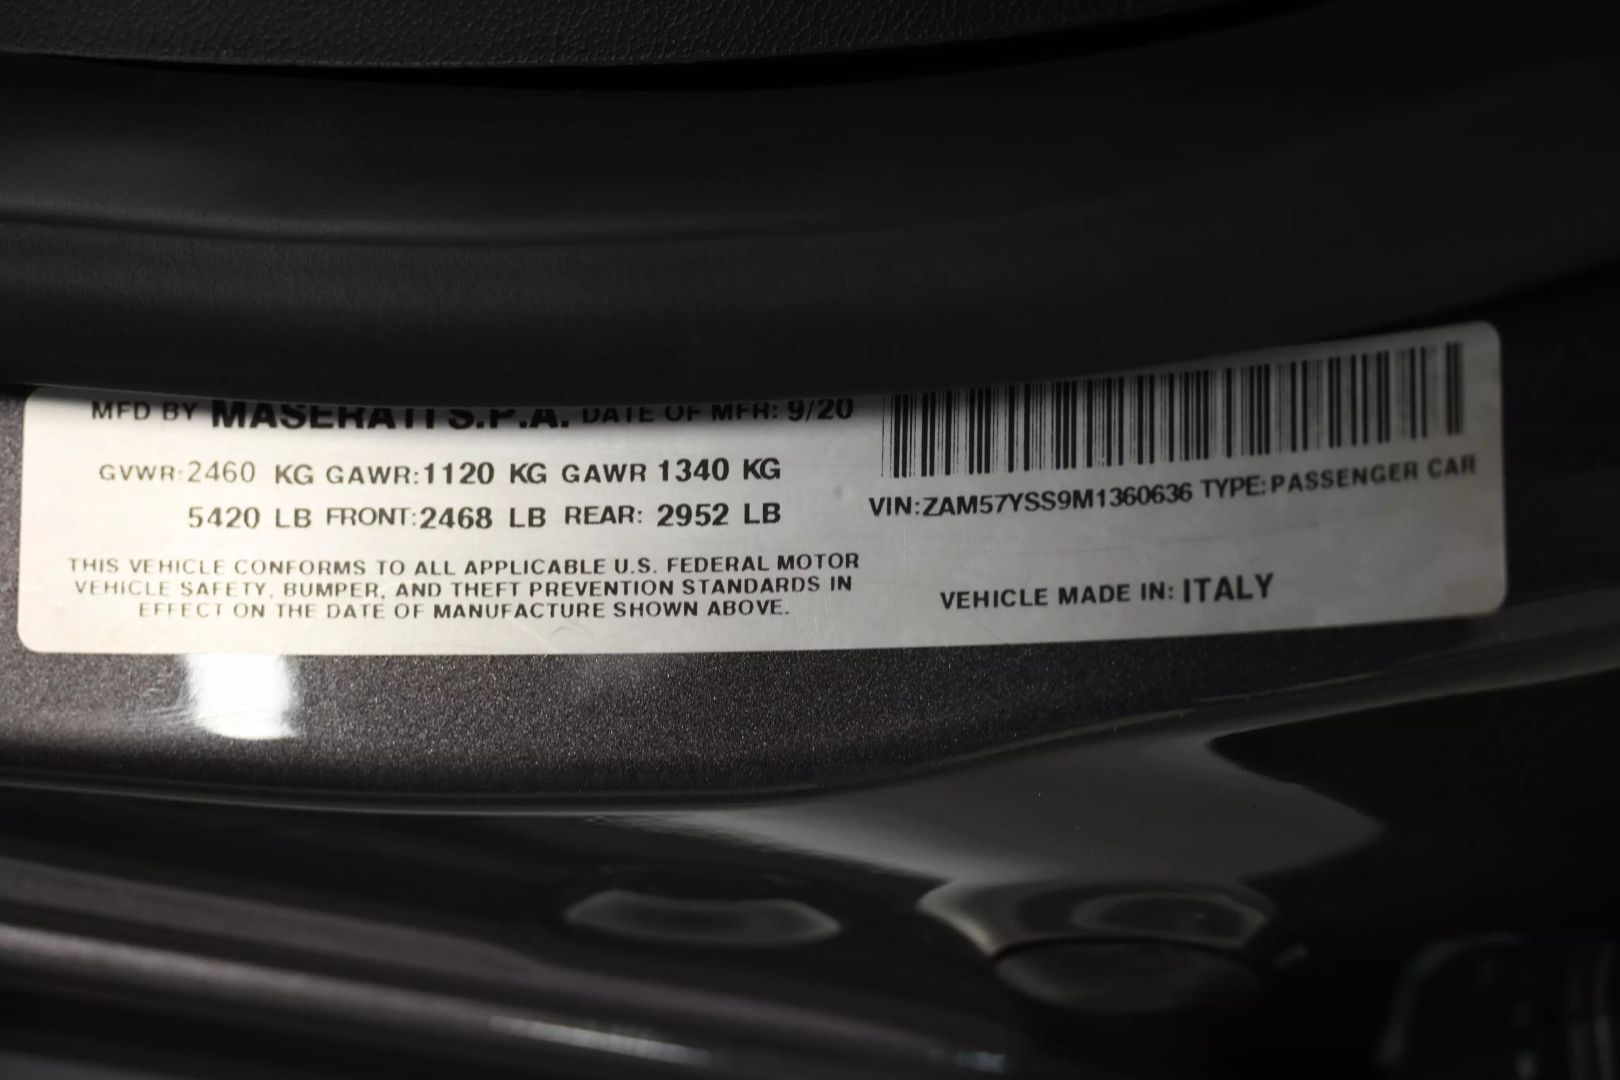 MFD BY MASERATI S.P.A. DATE OF MFR: 9/20
GVWR:2460 KG GAWR:1120 KG GAWR 1340 KG
5420 LB FRONT:2468 LB REAR: 2952 LB
THIS VEHICLE CONFORMS TO ALL APPLICABLE U.S. FEDERAL MOTOR
VEHICLE SAFETY, BUMPER, AND THEFT PREVENTION STANDARDS IN
EFFECT ON THE DATE OF MANUFACTURE SHOWN ABOVE.
VIN:ZAM57YSS9M1360636 TYPE:PASSENGER CAR
VEHICLE MADE IN: ITALY